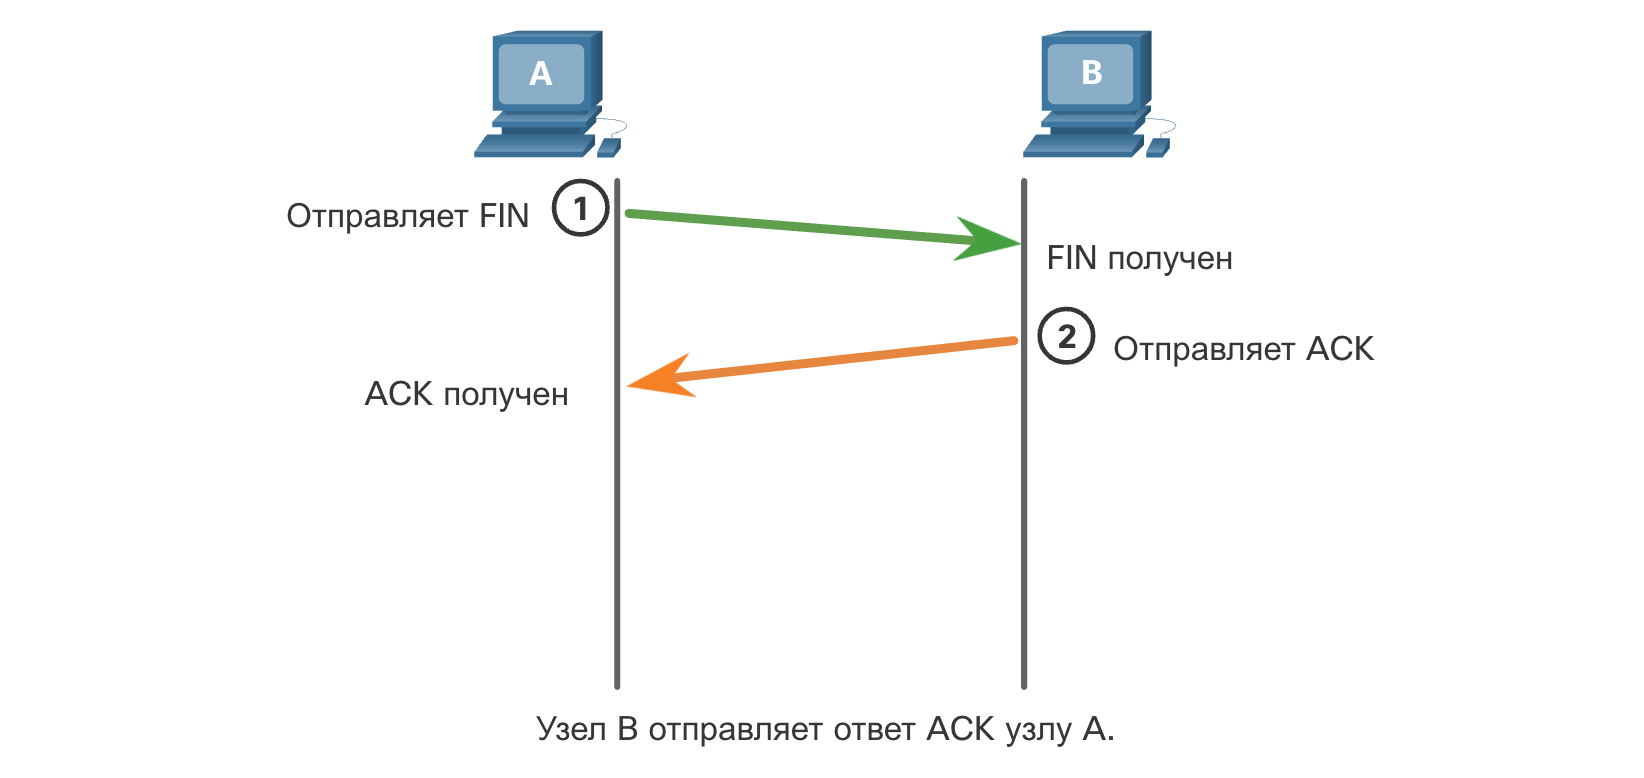 A
B
Отправляет FIN
1
FIN получен
2
Отправляет ACK
ACK получен
Узел B отправляет ответ ACK узлу A.